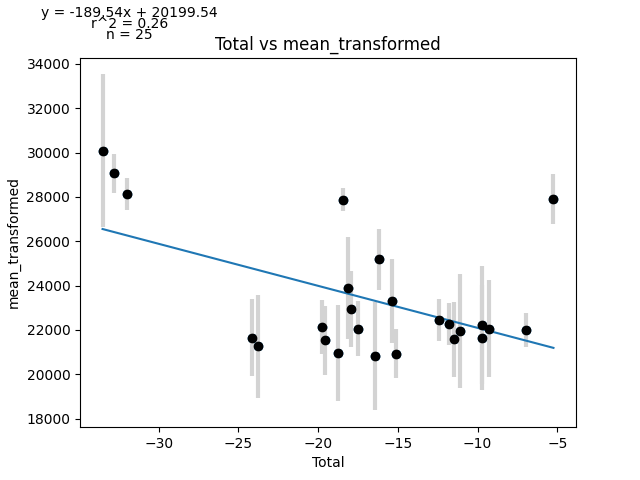 y = -189.54x + 20199.54
r^2 = 0.26
n = 25
Total vs mean_transformed
34000
32000
30000
28000
26000
24000
22000
20000
18000
mean_transformed
−30
−25
−20
−15
−10
−5
Total